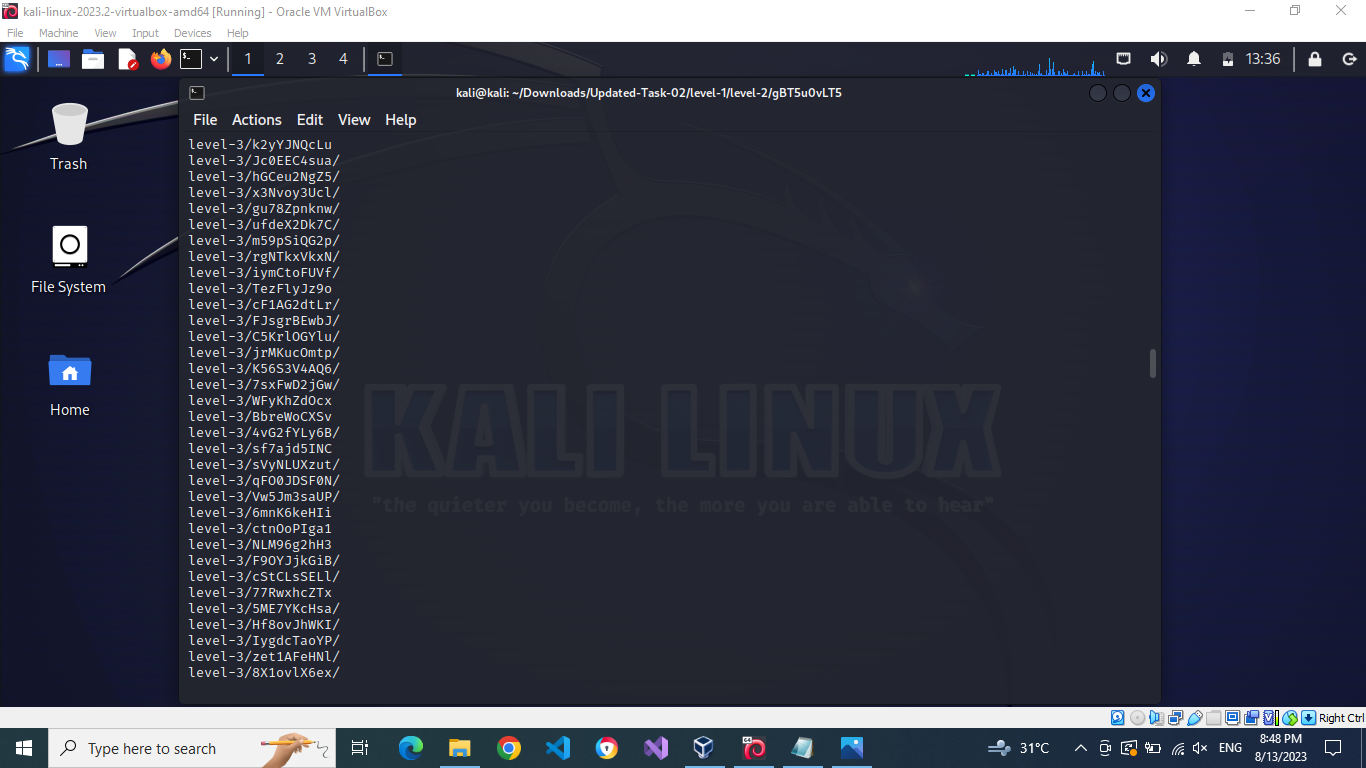 kali-linux-2023.2-virtualbox-amd64 [Running] - Oracle VM VirtualBox
File Machine View Input Devices Help
1 2 3 4 13:36
kali@kali: ~/Downloads/Updated-Task-02/level-1/level-2/gBT5u0vLT5
File Actions Edit View Help
level-3/k2yYJNQcLu
level-3/Jc0EEC4sua/
level-3/hGCeu2NgZ5/
level-3/x3Nvoy3Ucl/
level-3/gu78Zpnknw/
level-3/ufdeX2Dk7C/
level-3/m59pSiQG2p/
level-3/rgNTkxVkxN/
level-3/iymCtoFUVf/
level-3/TezFlyJz9o
level-3/cF1AG2dtLr/
level-3/FJsgrBEwbJ/
level-3/C5KrlOGYlu/
level-3/jrMKucOmtp/
level-3/K56S3V4AQ6/
level-3/7sxFwD2jGw/
level-3/WFyKhZdOcx
level-3/BbreWoCXSv
level-3/4vG2fYLy6B/
level-3/sf7ajd5INC
level-3/sVyNLUXzut/
level-3/qFO0JDSF0N/
level-3/Vw5Jm3saUP/
level-3/6mnK6keHIi
level-3/ctnOoPIga1
level-3/NLM96g2hH3
level-3/F9OYJjkGiB/
level-3/cStCLsSELl/
level-3/77RwxhcZTx
level-3/5ME7YKcHsa/
level-3/Hf8ovJhWKI/
level-3/IygdcTaoYP/
level-3/zet1AFeHNl/
level-3/8X1ovlX6ex/
Trash
File System
Home
KALI LINUX
"the quieter you become, the more you are able to hear"
Right Ctrl
Type here to search
31°C
ENG
8:48 PM
8/13/2023